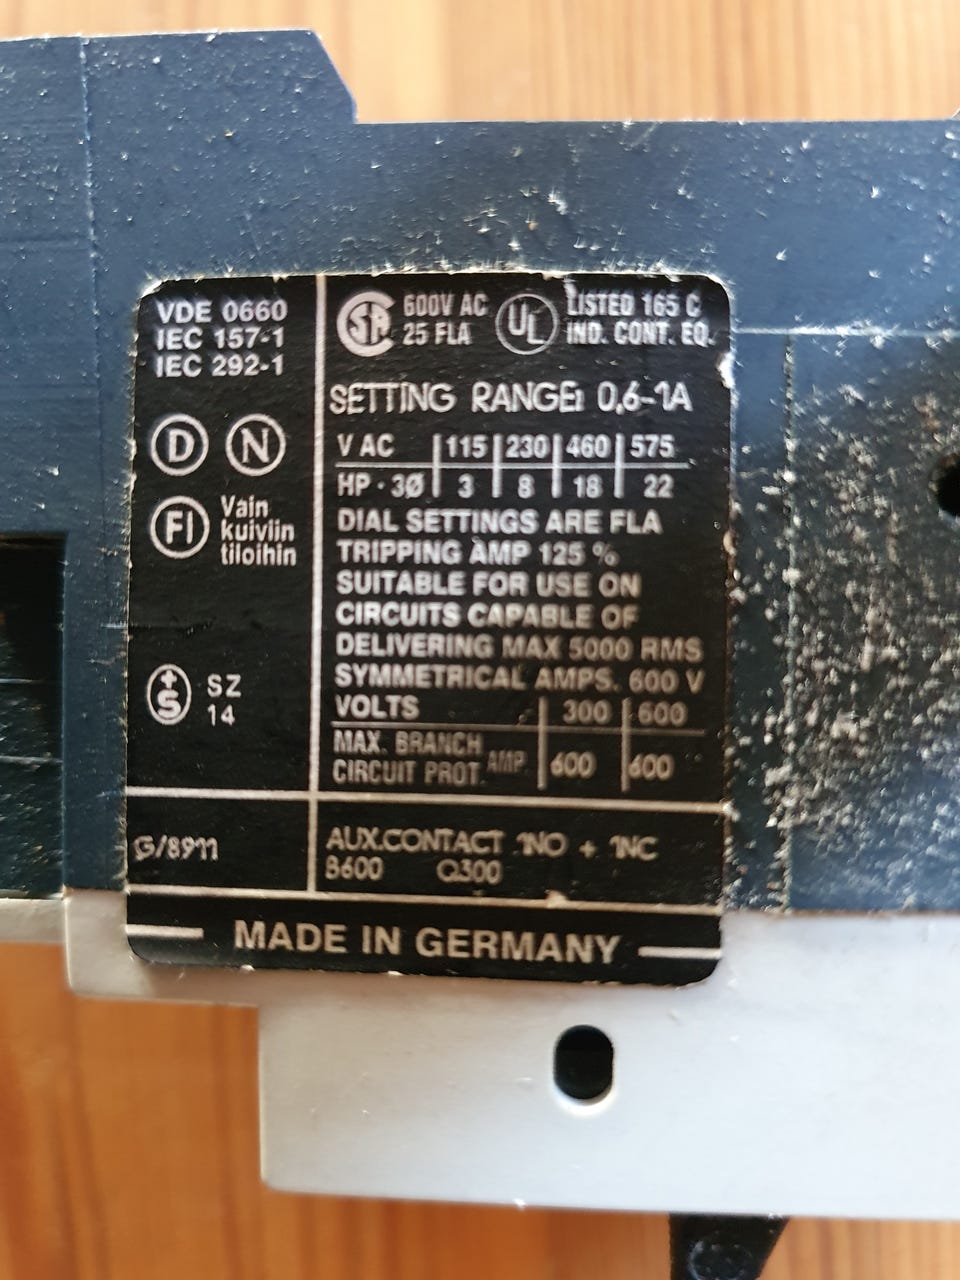 VDE 0660
IEC 157-1
IEC 292-1
D N
FI Vain
kuiviin
tiloihin
S SZ
14
G/8911
SA 600V AC
25 FLA
UL LISTED 165 C
IND. CONT. EQ.
SETTING RANGE: 0,6-1A
V AC 115 230 460 575
HP · 3Ø 3 8 18 22
DIAL SETTINGS ARE FLA
TRIPPING AMP 125 %
SUITABLE FOR USE ON
CIRCUITS CAPABLE OF
DELIVERING MAX 5000 RMS
SYMMETRICAL AMPS. 600 V
VOLTS 300 600
MAX. BRANCH
CIRCUIT PROT. AMP. 600 600
AUX.CONTACT 1NO + 1NC
B600 Q300
MADE IN GERMANY